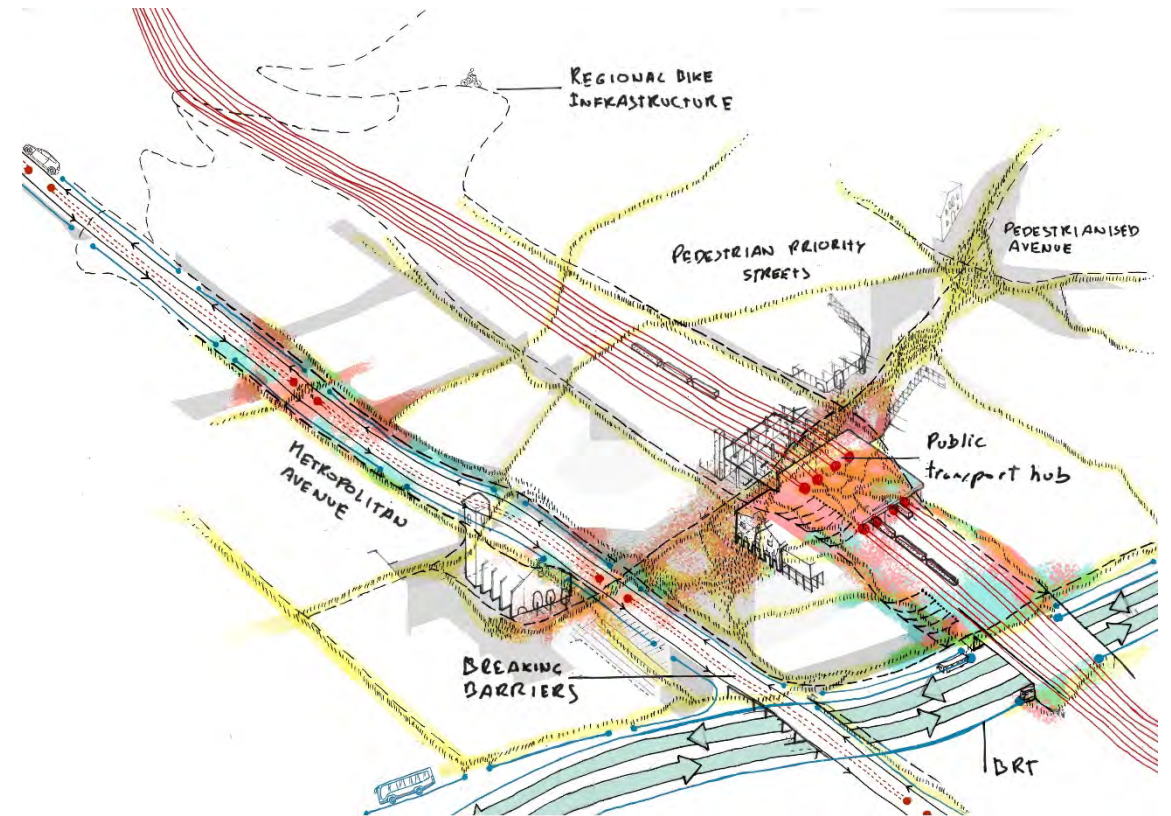 REGIONAL BIKE
INFRASTRUCTURE
PEDESTRIAN PRIORITY
STREETS
PEDESTRIANISED
AVENUE
Public
transport hub
METROPOLITAN
AVENUE
BREAKING
BARRIERS
BRT